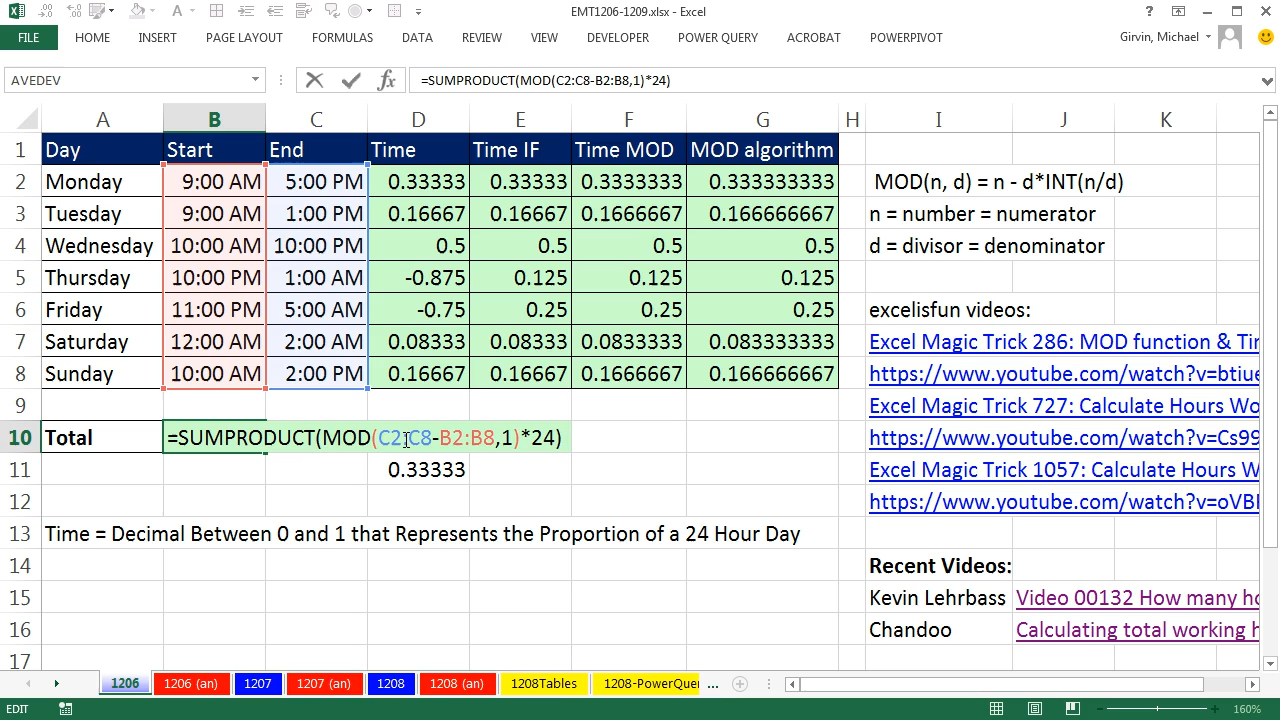 EMT1206-1209.xlsx - Excel
FILE HOME INSERT PAGE LAYOUT FORMULAS DATA REVIEW VIEW DEVELOPER POWER QUERY ACROBAT POWERPIVOT Girvin, Michael
AVEDEV =SUMPRODUCT(MOD(C2:C8-B2:B8,1)*24)
A B C D E F G H I J K
1 Day Start End Time Time IF Time MOD MOD algorithm
2 Monday 9:00 AM 5:00 PM 0.33333 0.33333 0.3333333 0.333333333 MOD(n, d) = n - d*INT(n/d)
3 Tuesday 9:00 AM 1:00 PM 0.16667 0.16667 0.1666667 0.166666667 n = number = numerator
4 Wednesday 10:00 AM 10:00 PM 0.5 0.5 0.5 0.5 d = divisor = denominator
5 Thursday 10:00 PM 1:00 AM -0.875 0.125 0.125 0.125
6 Friday 11:00 PM 5:00 AM -0.75 0.25 0.25 0.25 excelisfun videos:
7 Saturday 12:00 AM 2:00 AM 0.08333 0.08333 0.0833333 0.083333333 Excel Magic Trick 286: MOD function & Tir
8 Sunday 10:00 AM 2:00 PM 0.16667 0.16667 0.1666667 0.166666667 https://www.youtube.com/watch?v=btiue
9 Excel Magic Trick 727: Calculate Hours Wo
10 Total =SUMPRODUCT(MOD(C2:C8-B2:B8,1)*24) https://www.youtube.com/watch?v=Cs99
11 0.33333 Excel Magic Trick 1057: Calculate Hours W
12 https://www.youtube.com/watch?v=oVBI
13 Time = Decimal Between 0 and 1 that Represents the Proportion of a 24 Hour Day
14 Recent Videos:
15 Kevin Lehrbass Video 00132 How many ho
16 Chandoo Calculating total working h
17
1206 1206 (an) 1207 1207 (an) 1208 1208 (an) 1208Tables 1208-PowerQuer ...
EDIT 160%